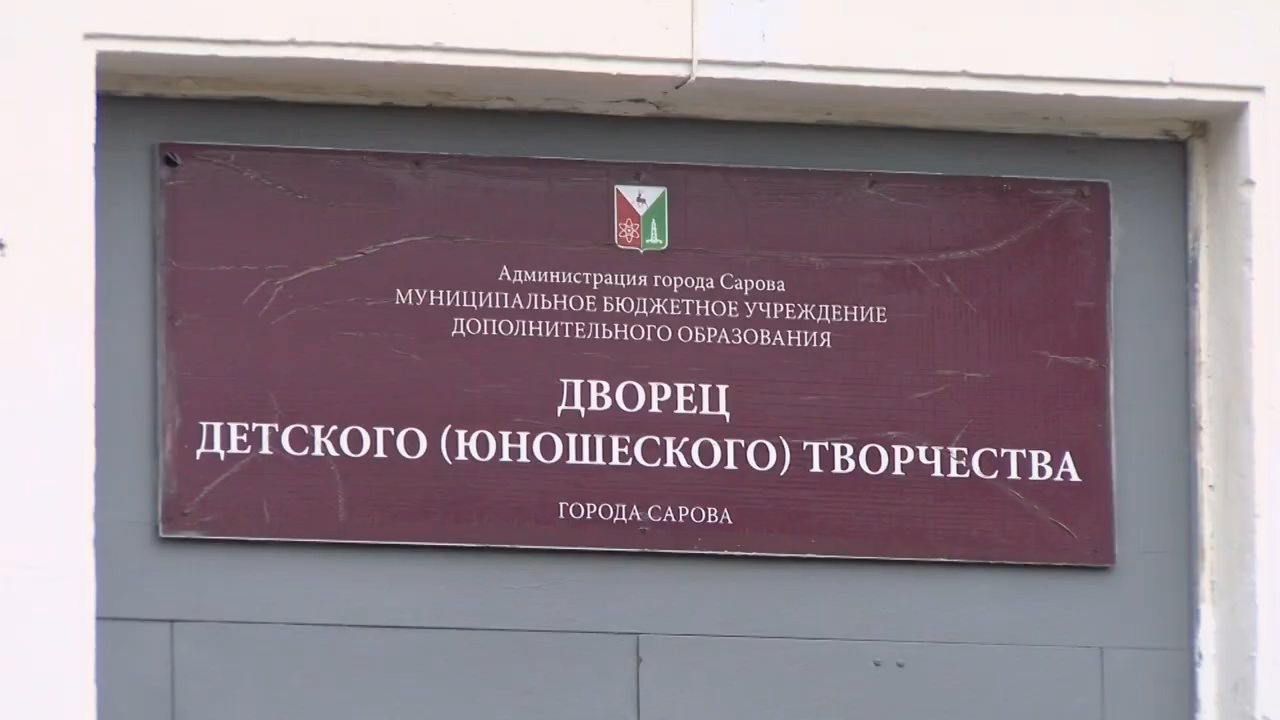 Администрация города Сарова
МУНИЦИПАЛЬНОЕ БЮДЖЕТНОЕ УЧРЕЖДЕНИЕ
ДОПОЛНИТЕЛЬНОГО ОБРАЗОВАНИЯ
ДВОРЕЦ
ДЕТСКОГО (ЮНОШЕСКОГО) ТВОРЧЕСТВА
ГОРОДА САРОВА